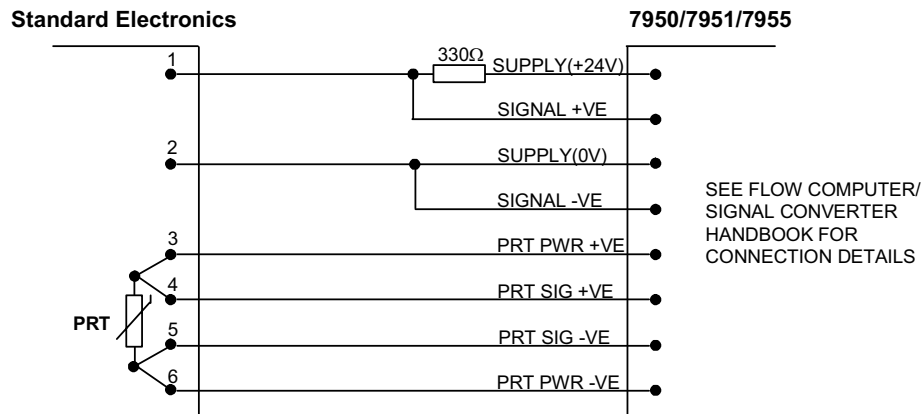 Standard Electronics
7950/7951/7955
1
330Ω
SUPPLY(+24V)
SIGNAL +VE
2
SUPPLY(0V)
SIGNAL -VE
SEE FLOW COMPUTER/
SIGNAL CONVERTER
HANDBOOK FOR
CONNECTION DETAILS
3
PRT PWR +VE
4
PRT SIG +VE
PRT
5
PRT SIG -VE
6
PRT PWR -VE